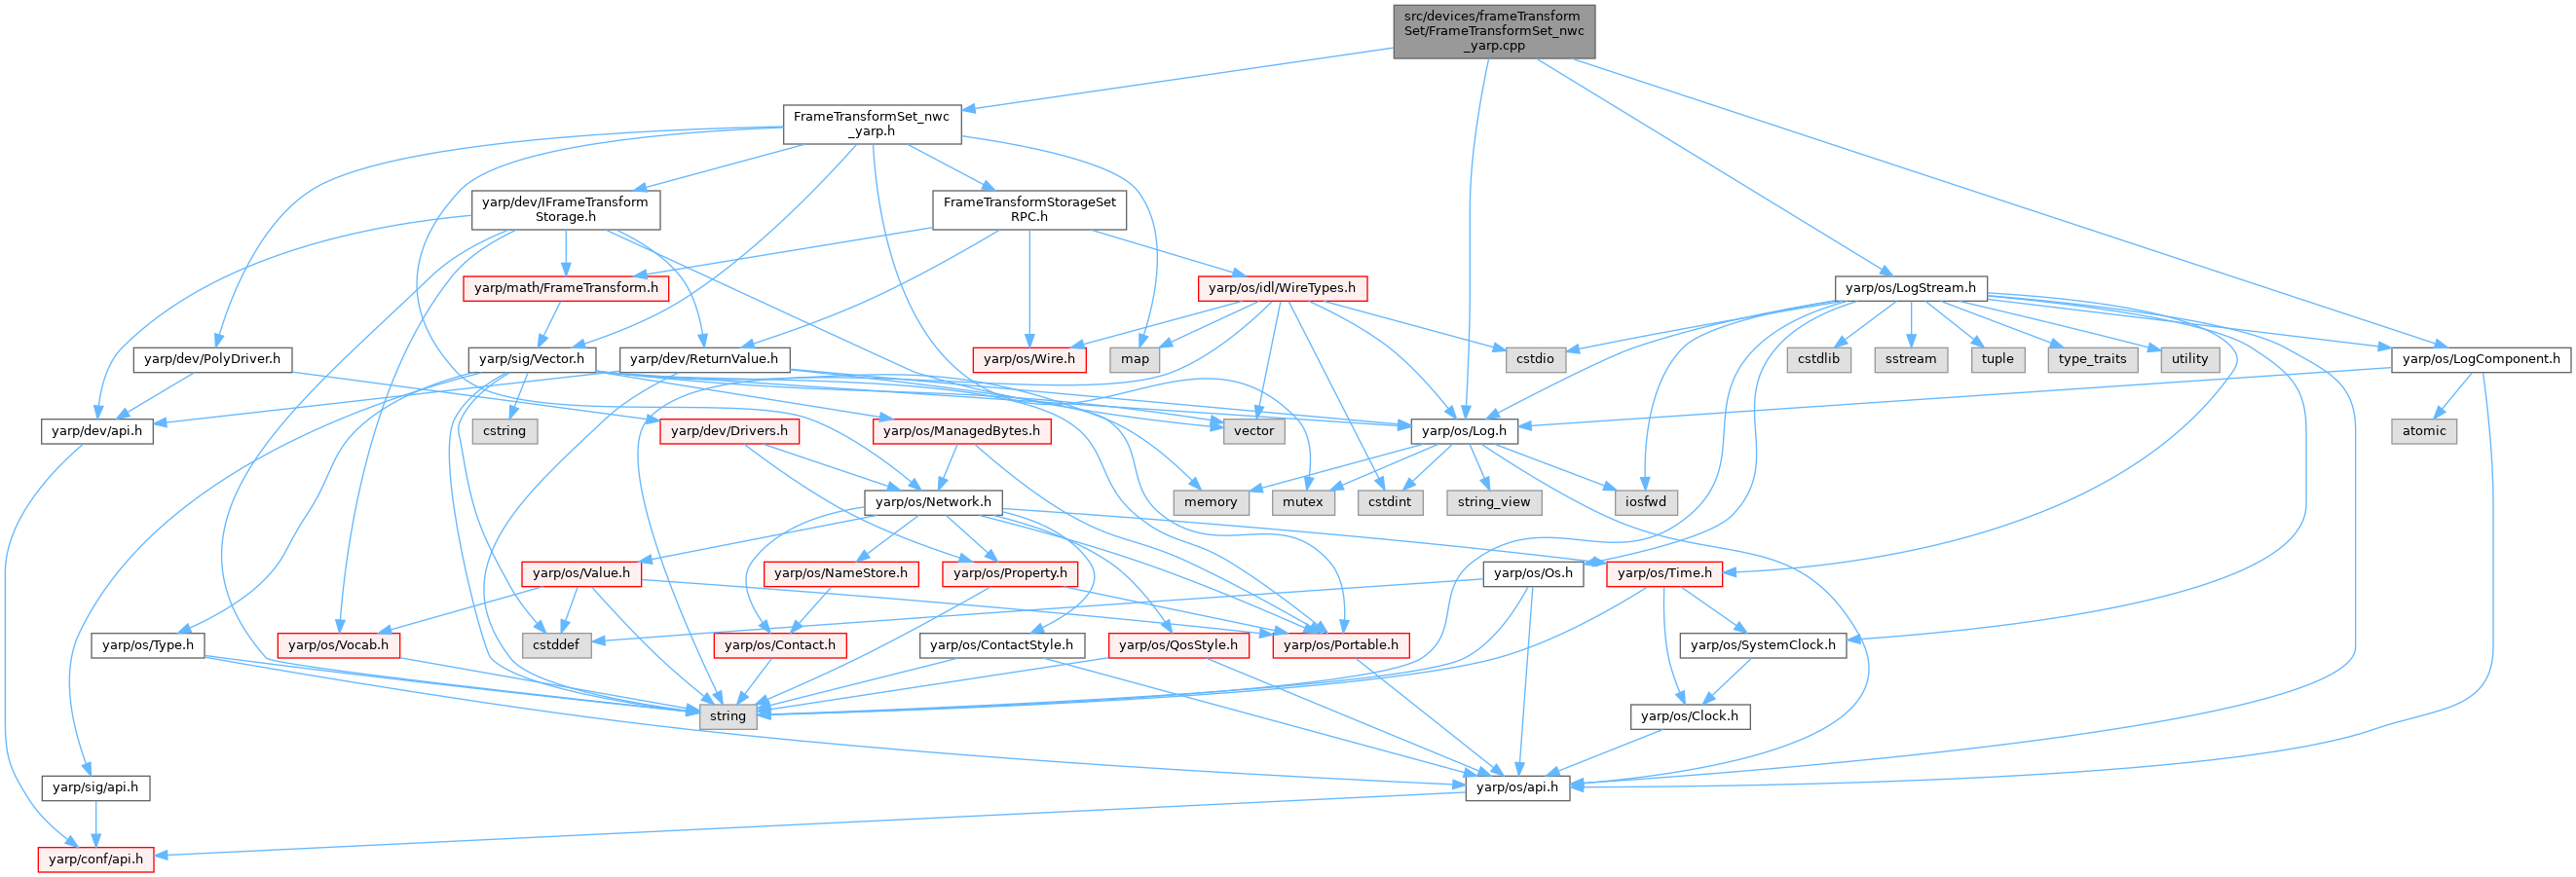 src/devices/frameTransform
Set/FrameTransformSet_nwc
_yarp.cpp
FrameTransformSet_nwc
_yarp.h
yarp/dev/IFrameTransform
Storage.h
FrameTransformStorageSet
RPC.h
yarp/math/FrameTransform.h
yarp/os/idl/WireTypes.h
yarp/os/LogStream.h
yarp/dev/PolyDriver.h
yarp/sig/Vector.h
yarp/dev/ReturnValue.h
yarp/os/Wire.h
map
cstdio
cstdlib
sstream
tuple
type_traits
utility
yarp/os/LogComponent.h
yarp/dev/api.h
cstring
yarp/dev/Drivers.h
yarp/os/ManagedBytes.h
vector
yarp/os/Log.h
atomic
yarp/os/Network.h
memory
mutex
cstdint
string_view
iosfwd
yarp/os/Value.h
yarp/os/NameStore.h
yarp/os/Property.h
yarp/os/Os.h
yarp/os/Time.h
yarp/os/Type.h
yarp/os/Vocab.h
cstddef
yarp/os/Contact.h
yarp/os/ContactStyle.h
yarp/os/QosStyle.h
yarp/os/Portable.h
yarp/os/SystemClock.h
string
yarp/os/Clock.h
yarp/sig/api.h
yarp/os/api.h
yarp/conf/api.h